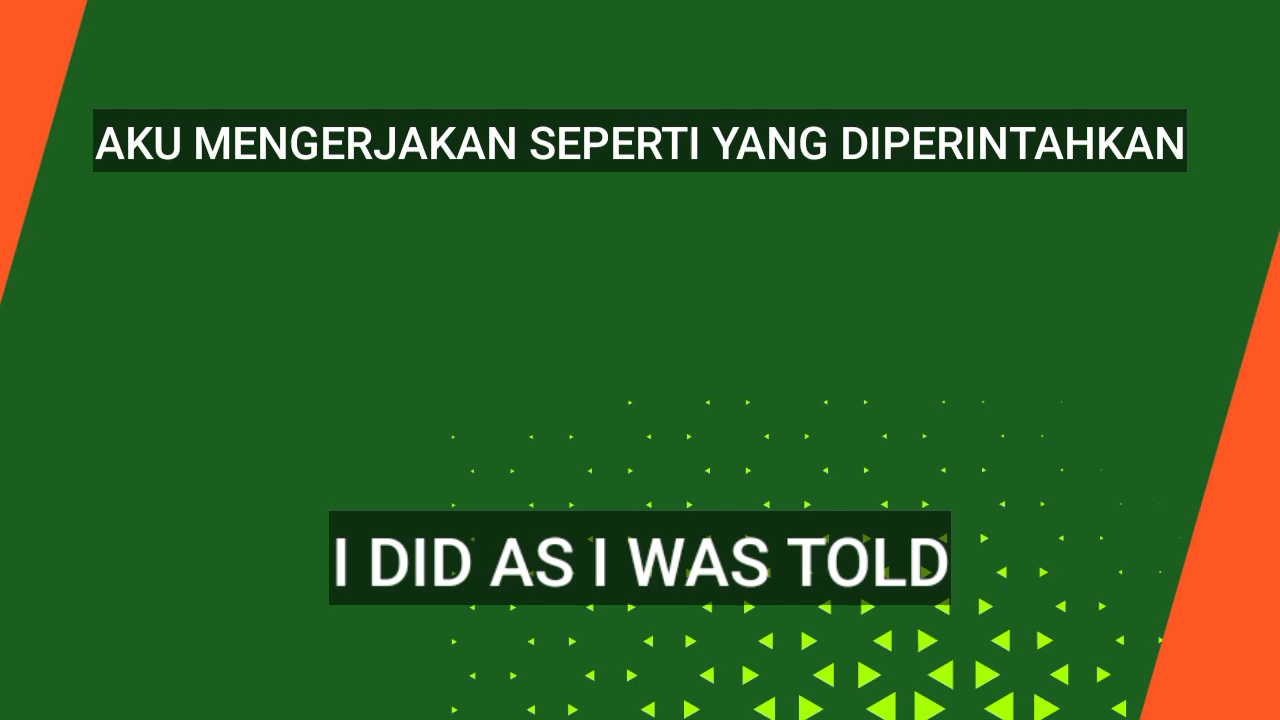 AKU MENGERJAKAN SEPERTI YANG DIPERINTAHKAN
I DID AS I WAS TOLD